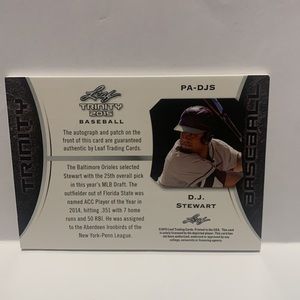 Leaf
TRINITY
2015
BASEBALL
The autograph and patch on the
front of this card are guaranteed
authentic by Leaf Trading Cards.
The Baltimore Orioles selected
Stewart with the 25th overall pick
in this year's MLB Draft. The
outfielder out of Florida State was
named ACC Player of the Year in
2014, hitting .351 with 7 home
runs and 50 RBI. He was assigned
to the Aberdeen Ironbirds of the
New York-Penn League.
TRINITY
PA-DJS
D.J.
STEWART
Leaf
BASEBALL